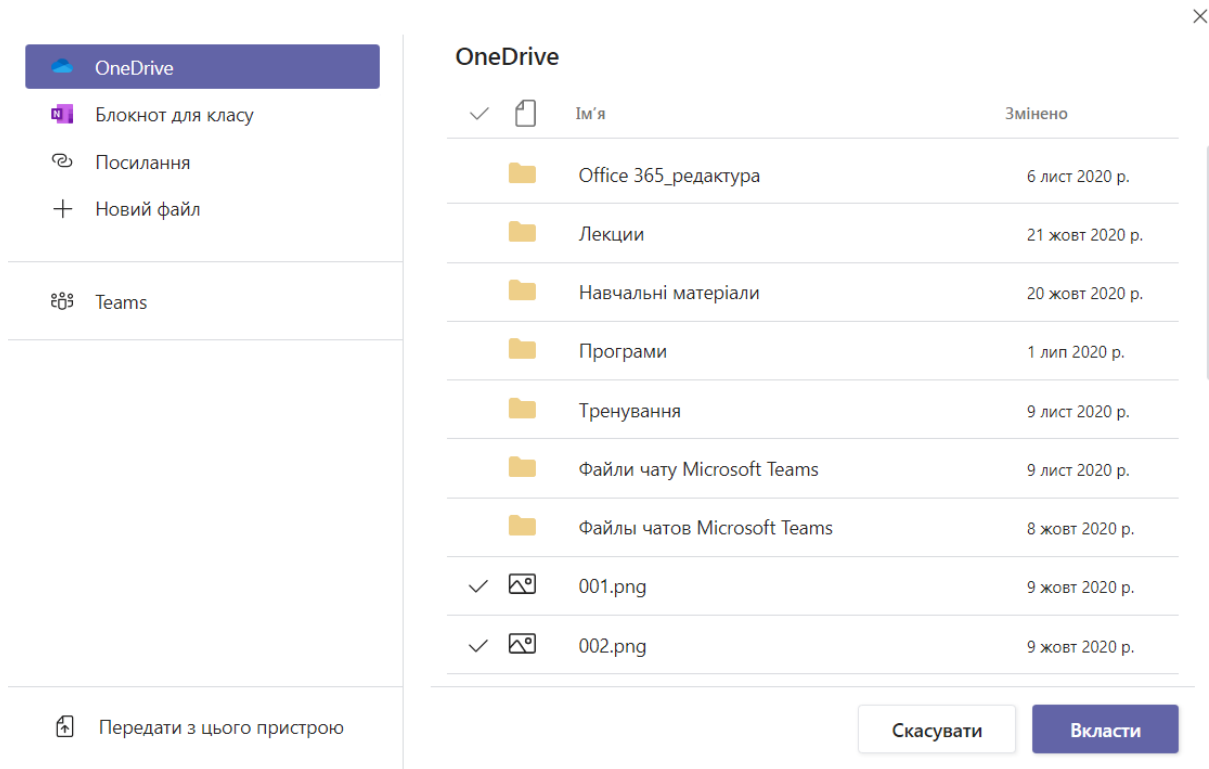 OneDrive
Блокнот для класу
Посилання
Новий файл
Teams
Передати з цього пристрою
OneDrive
Ім’я Змінено
Office 365_редактура 6 лист 2020 р.
Лекции 21 жовт 2020 р.
Навчальні матеріали 20 жовт 2020 р.
Програми 1 лип 2020 р.
Тренування 9 лист 2020 р.
Файли чату Microsoft Teams 9 лист 2020 р.
Файлы чатов Microsoft Teams 8 жовт 2020 р.
001.png 9 жовт 2020 р.
002.png 9 жовт 2020 р.
Скасувати Вкласти